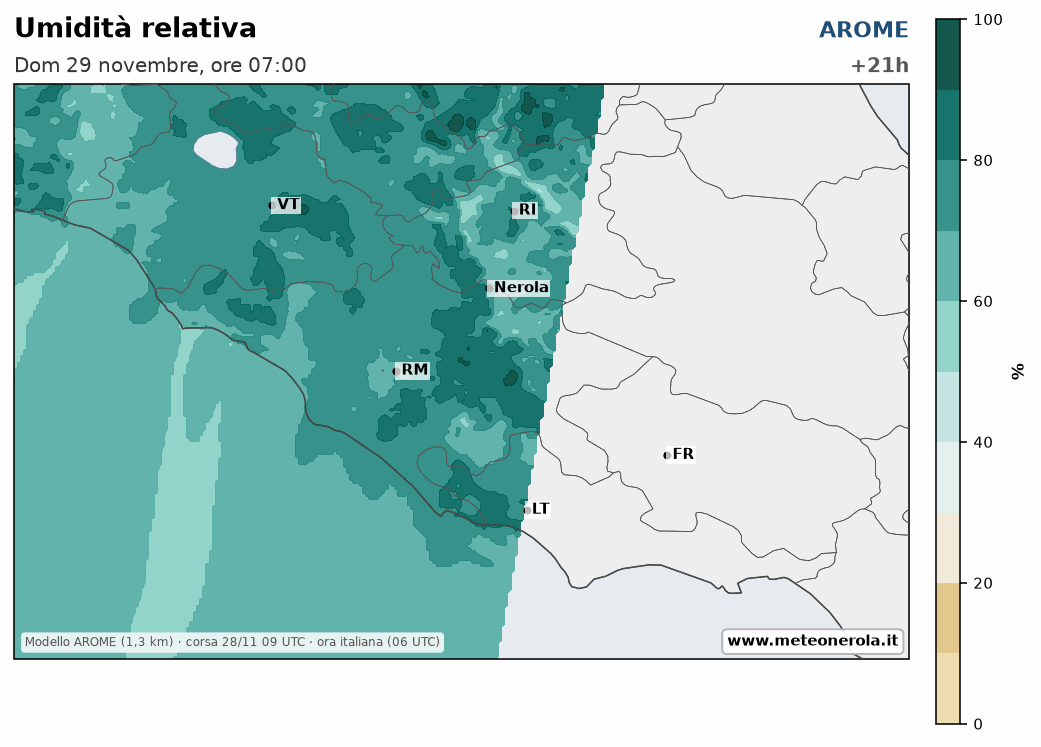 Umidità relativa
AROME
Dom 29 novembre, ore 07:00
+21h
100
80
60
40
20
0
%
VT
RI
Nerola
RM
FR
LT
Modello AROME (1,3 km) · corsa 28/11 09 UTC · ora italiana (06 UTC)
www.meteonerola.it